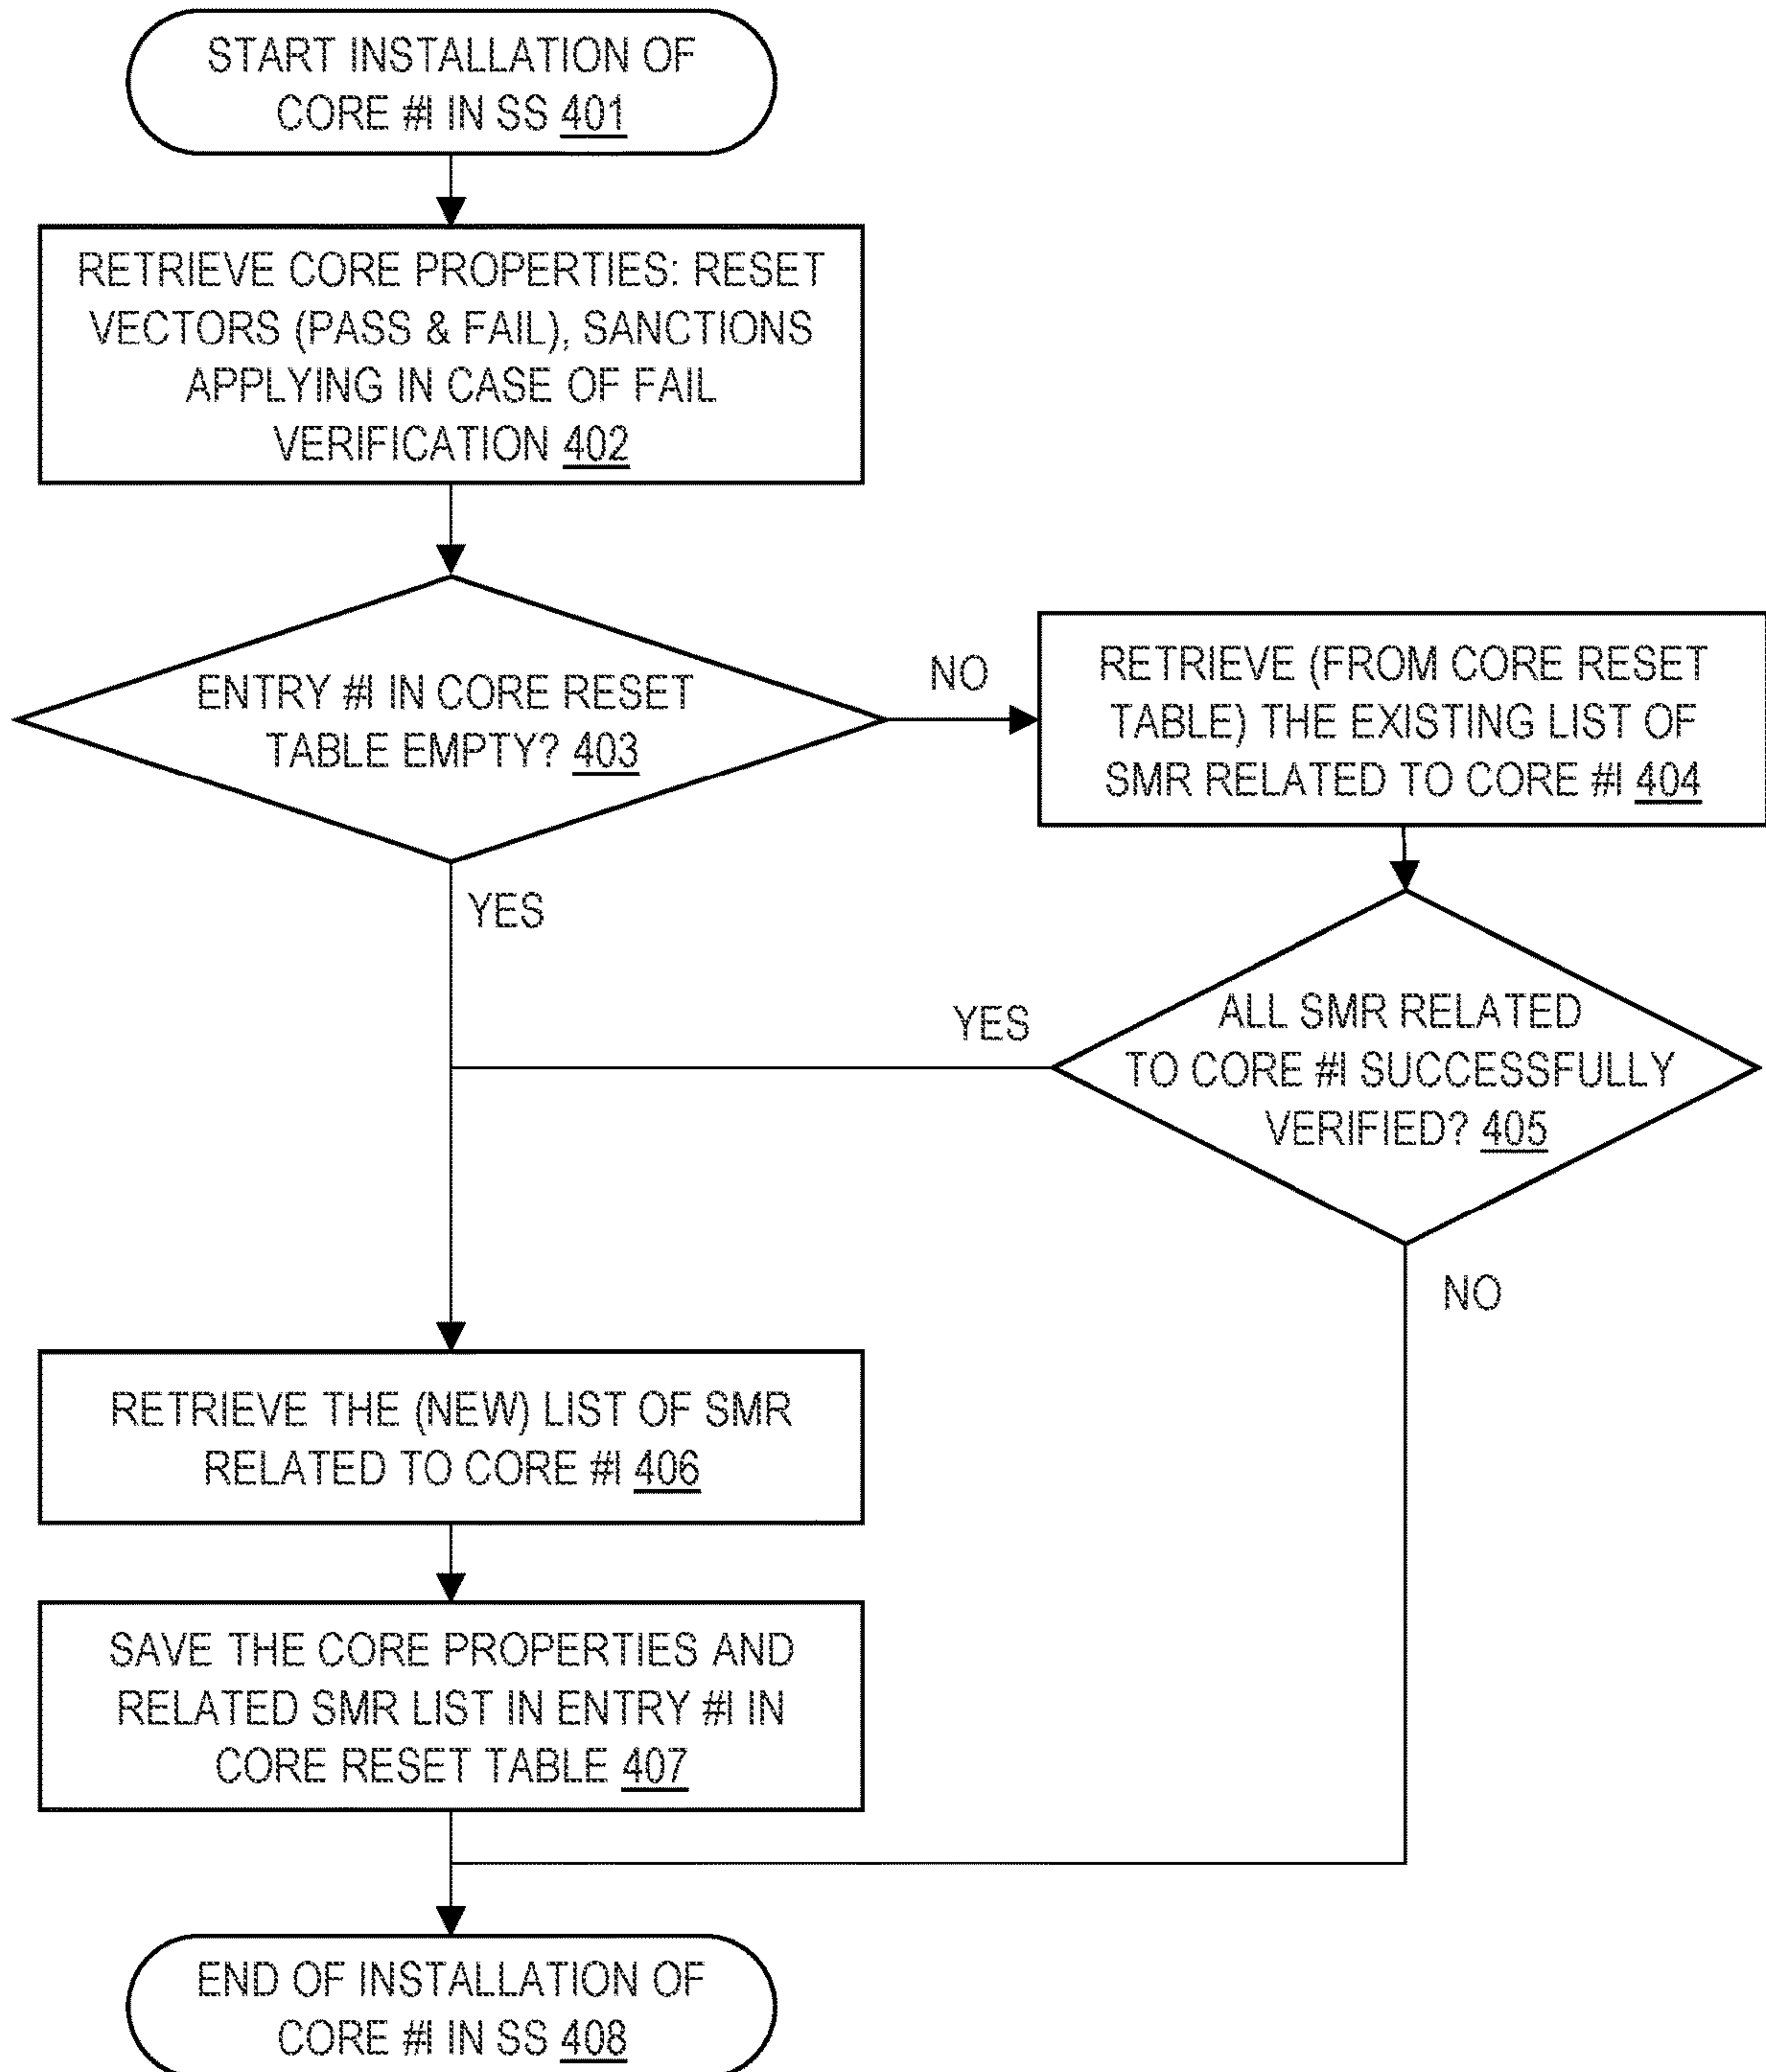 START INSTALLATION OF
CORE #I IN SS 401
RETRIEVE CORE PROPERTIES: RESET
VECTORS (PASS & FAIL), SANCTIONS
APPLYING IN CASE OF FAIL
VERIFICATION 402
ENTRY #I IN CORE RESET
TABLE EMPTY? 403
NO
RETRIEVE (FROM CORE RESET
TABLE) THE EXISTING LIST OF
SMR RELATED TO CORE #I 404
YES
ALL SMR RELATED
TO CORE #I SUCCESSFULLY
VERIFIED? 405
YES
NO
RETRIEVE THE (NEW) LIST OF SMR
RELATED TO CORE #I 406
SAVE THE CORE PROPERTIES AND
RELATED SMR LIST IN ENTRY #I IN
CORE RESET TABLE 407
END OF INSTALLATION OF
CORE #I IN SS 408